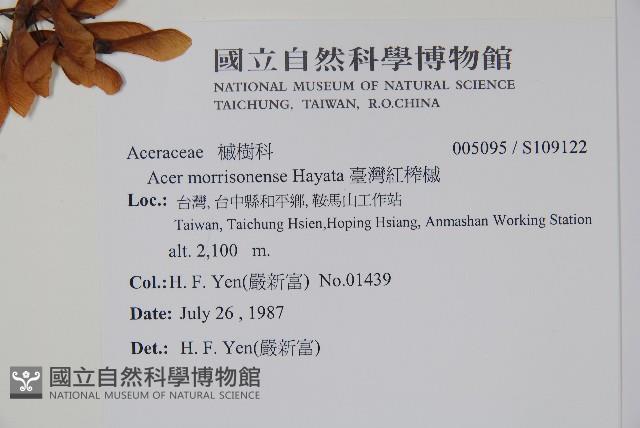 國立自然科學博物館
NATIONAL MUSEUM OF NATURAL SCIENCE
TAICHUNG, TAIWAN, R.O.CHINA
Aceraceae 槭樹科 005095 / S109122
Acer morrisonense Hayata 臺灣紅榨槭
Loc.: 台灣, 台中縣和平鄉, 鞍馬山工作站
Taiwan, Taichung Hsien,Hoping Hsiang, Anmashan Working Station
alt. 2,100 m.
Col.: H. F. Yen(嚴新富) No.01439
Date: July 26 , 1987
Det.: H. F. Yen(嚴新富)
國立自然科學博物館
NATIONAL MUSEUM OF NATURAL SCIENCE